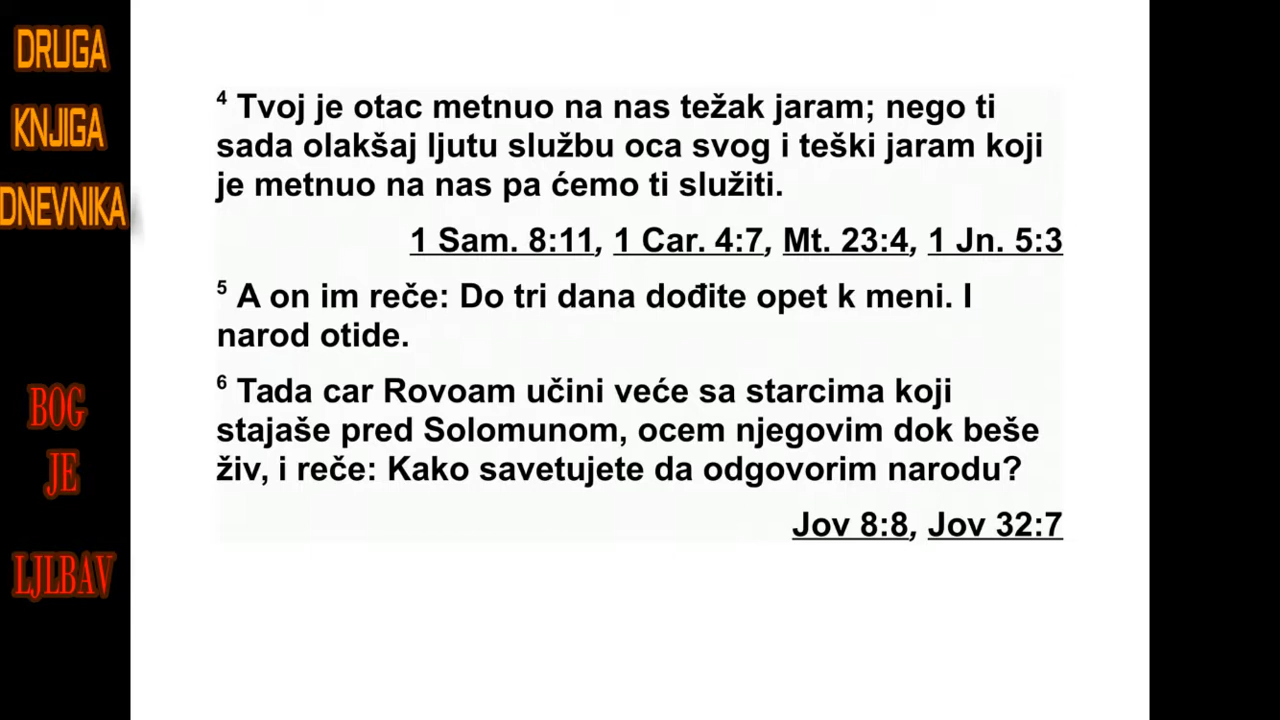 DRUGA
KNJIGA
DNEVNIKA
BOG
JE
LJLBAV
4 Tvoj je otac metnuo na nas težak jaram; nego ti
sada olakšaj ljutu službu oca svog i teški jaram koji
je metnuo na nas pa ćemo ti služiti.
1 Sam. 8:11, 1 Car. 4:7, Mt. 23:4, 1 Jn. 5:3
5 A on im reče: Do tri dana dođite opet k meni. I
narod otide.
6 Tada car Rovoam učini veće sa starcima koji
stajaše pred Solomunom, ocem njegovim dok beše
živ, i reče: Kako savetujete da odgovorim narodu?
Jov 8:8, Jov 32:7